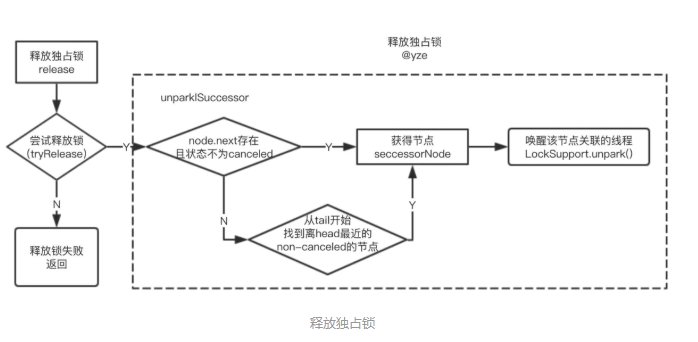 释放独占锁
@yze
释放独占锁
release
unparkISuccessor
尝试释放锁
(tryRelease)
Y
node.next存在
且状态不为canceled
Y
获得节点
seccessorNode
唤醒该节点关联的线程
LockSupport.unpark()
N
N
Y
从tail开始
找到离head最近的
non-canceled的节点
释放锁失败
返回
释放独占锁